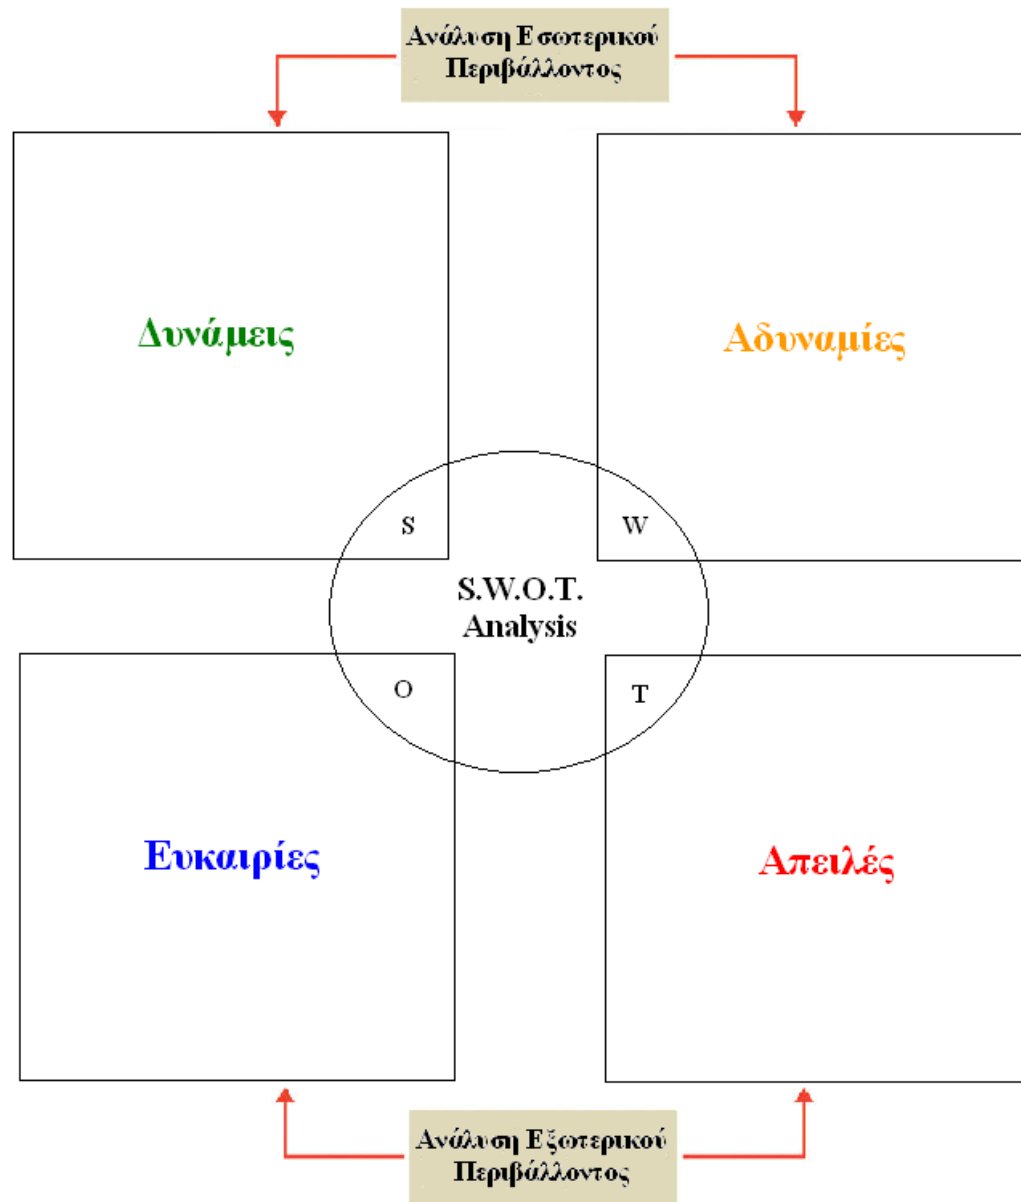 Ανάλυση Εσωτερικού
Περιβάλλοντος
Δυνάμεις
Αδυναμίες
S
W
S.W.O.T.
Analysis
O
T
Ευκαιρίες
Απειλές
Ανάλυση Εξωτερικού
Περιβάλλοντος